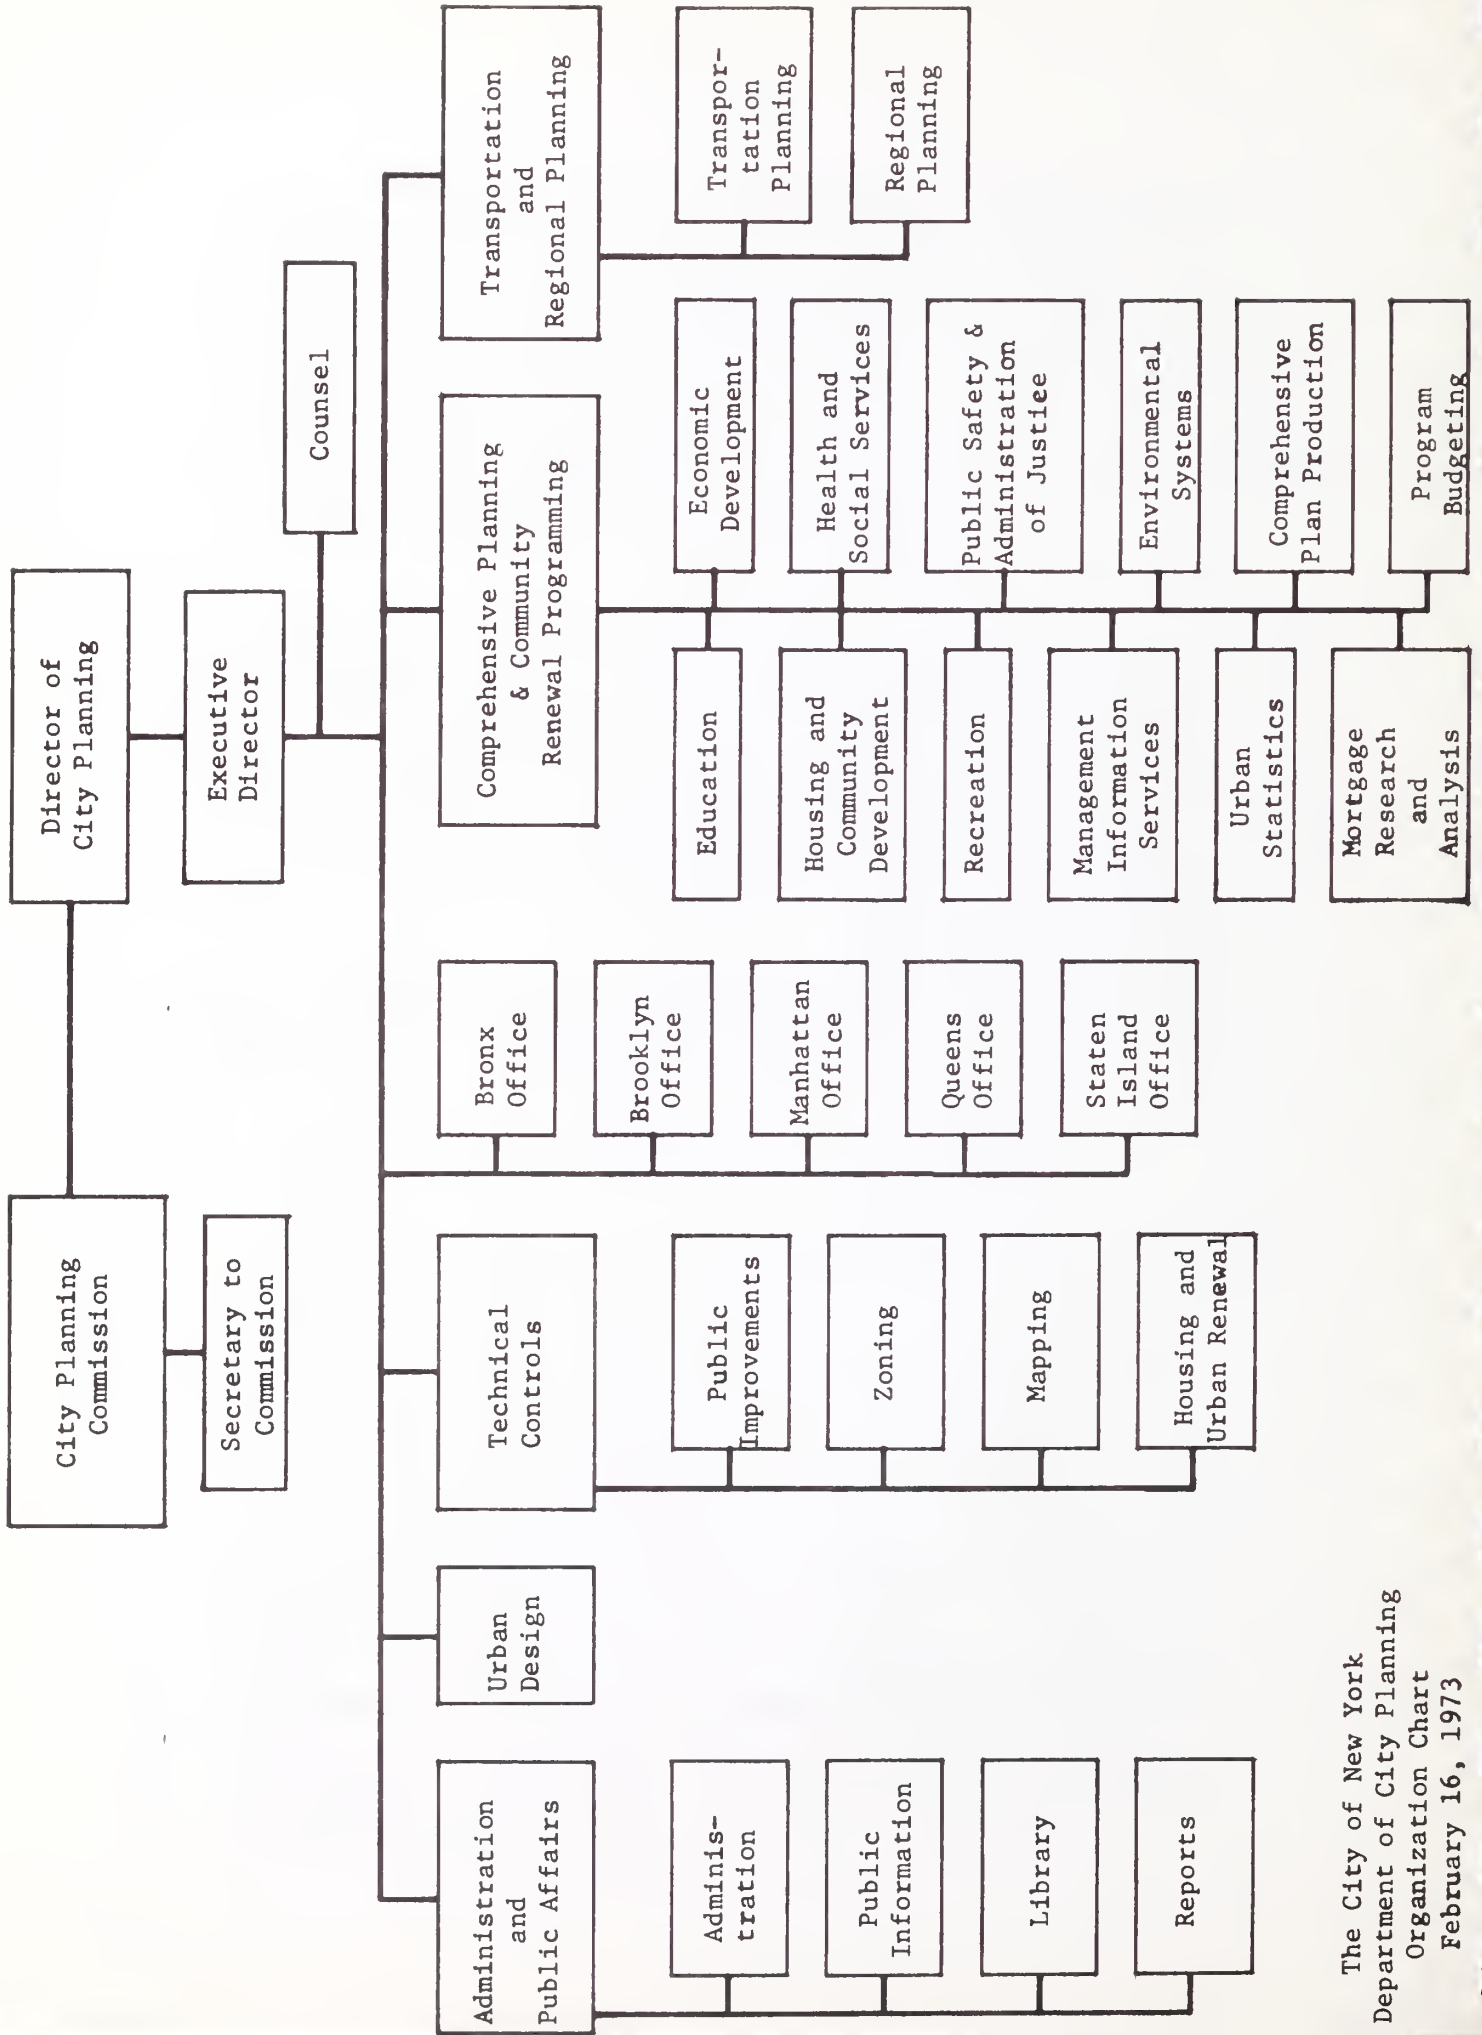 City Planning
Commission
Secretary to
Commission
Director of
City Planning
Executive
Director
Counsel
Administration
and
Public Affairs
Adminis-
tration
Public
Information
Library
Reports
Urban
Design
Technical
Controls
Public
Improvements
Zoning
Mapping
Housing and
Urban Renewal
Bronx
Office
Brooklyn
Office
Manhattan
Office
Queens
Office
Staten
Island
Office
Comprehensive Planning
& Community
Renewal Programming
Education
Housing and
Community
Development
Recreation
Management
Information
Services
Urban
Statistics
Mortgage
Research
and
Analysis
Economic
Development
Health and
Social Services
Public Safety &
Administration
of Justiee
Environmental
Systems
Comprehensive
Plan Production
Program
Budgeting
Transportation
and
Regional Planning
Transpor-
tation
Planning
Regional
Planning
The City of New York
Department of City Planning
Organization Chart
February 16, 1973